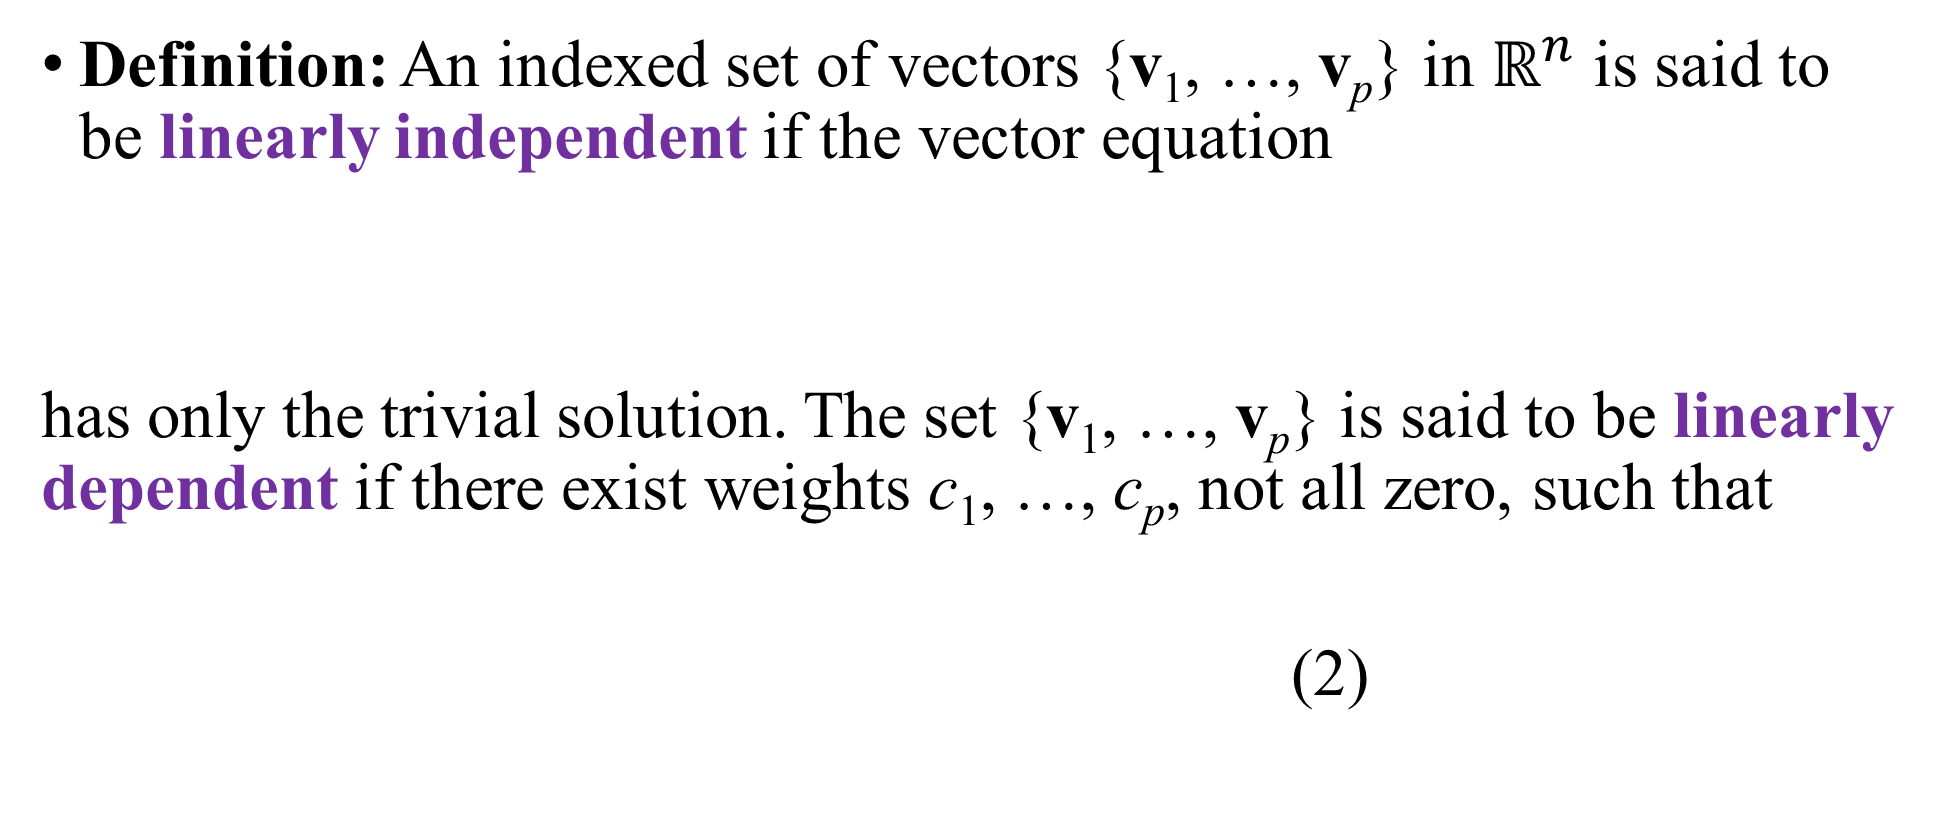 • Definition: An indexed set of vectors {v₁, …, vₚ} in ℝⁿ is said to
be linearly independent if the vector equation
has only the trivial solution. The set {v₁, …, vₚ} is said to be linearly
dependent if there exist weights c₁, …, cₚ, not all zero, such that
(2)